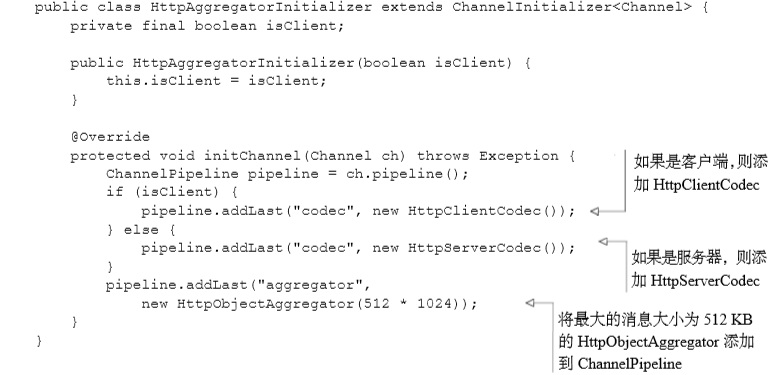 public class HttpAggregatorInitializer extends ChannelInitializer<Channel> {
    private final boolean isClient;
    public HttpAggregatorInitializer(boolean isClient) {
        this.isClient = isClient;
    }
    @Override
    protected void initChannel(Channel ch) throws Exception {
        ChannelPipeline pipeline = ch.pipeline();
        if (isClient) {
            pipeline.addLast("codec", new HttpClientCodec());
        } else {
            pipeline.addLast("codec", new HttpServerCodec());
        }
        pipeline.addLast("aggregator",
            new HttpObjectAggregator(512 * 1024));
    }
}
如果是客户端,则添
加 HttpClientCodec
如果是服务器，则添
加 HttpServerCodec
将最大的消息大小为 512 KB
的 HttpObjectAggregator 添加
到 ChannelPipeline